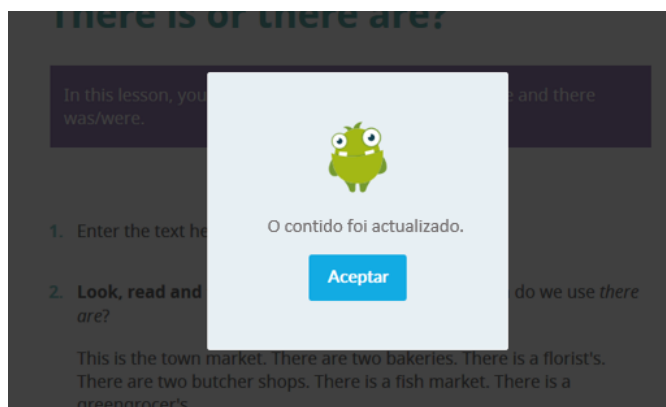 There is or there are?
In this lesson, you e and there
was/were.
O contido foi actualizado.
1. Enter the text he
Aceptar
2. Look, read and do we use there
are?
This is the town market. There are two bakeries. There is a florist's.
There are two butcher shops. There is a fish market. There is a
greengrocer's